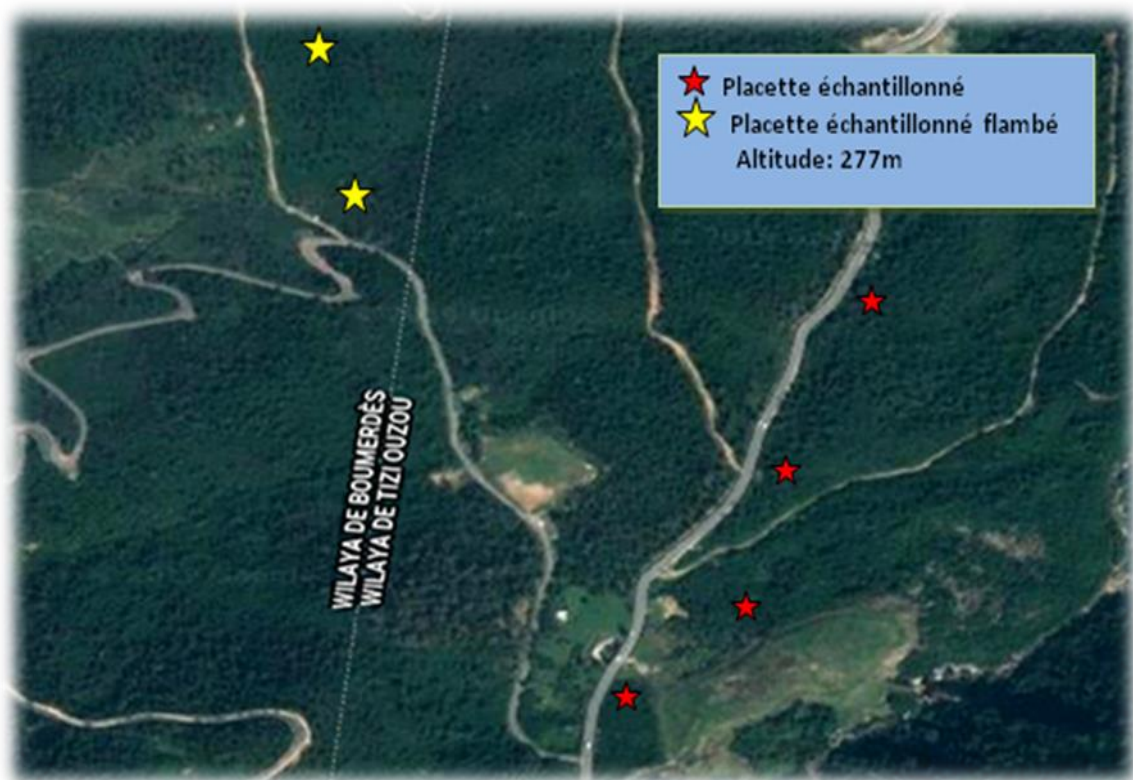 Placette échantillonné
Placette échantillonné flambé
Altitude: 277m
WILAYA DE BOUMERDÈS
WILAYA DE TIZI OUZOU